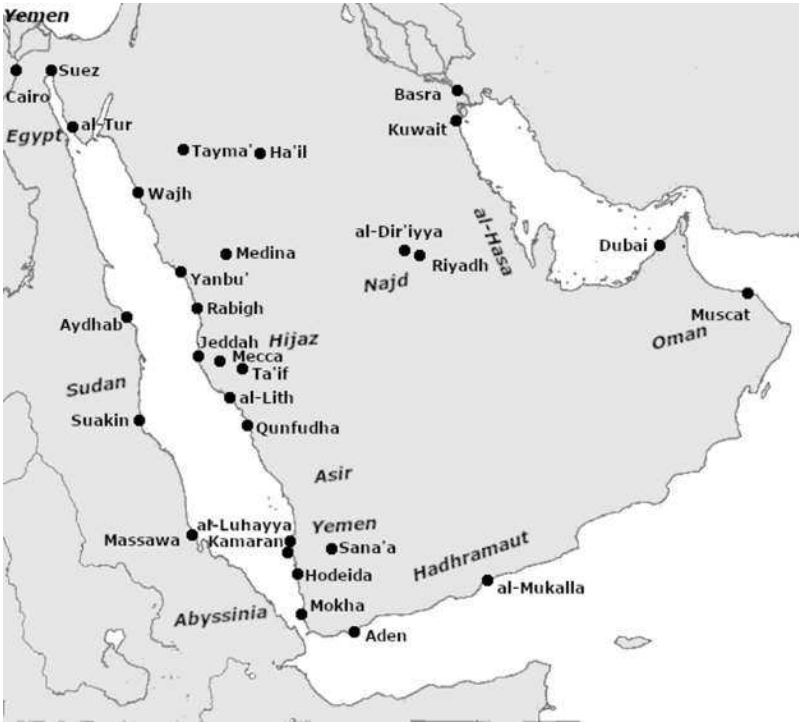 Yemen
Suez
Cairo
Basra
al-Tur
Egypt
Kuwait
Tayma'
Ha'il
Wajh
al-Hasa
al-Dir'iyya
Medina
Dubai
Riyadh
Yanbu'
Najd
Rabigh
Muscat
Aydhab
Oman
Jeddah
Hijaz
Mecca
Ta'if
Sudan
al-Lith
Suakin
Qunfudha
Asir
al-Luhayya
Yemen
Massawa
Kamaran
Sana'a
Hadhramaut
Hodeida
al-Mukalla
Mokha
Abyssinia
Aden